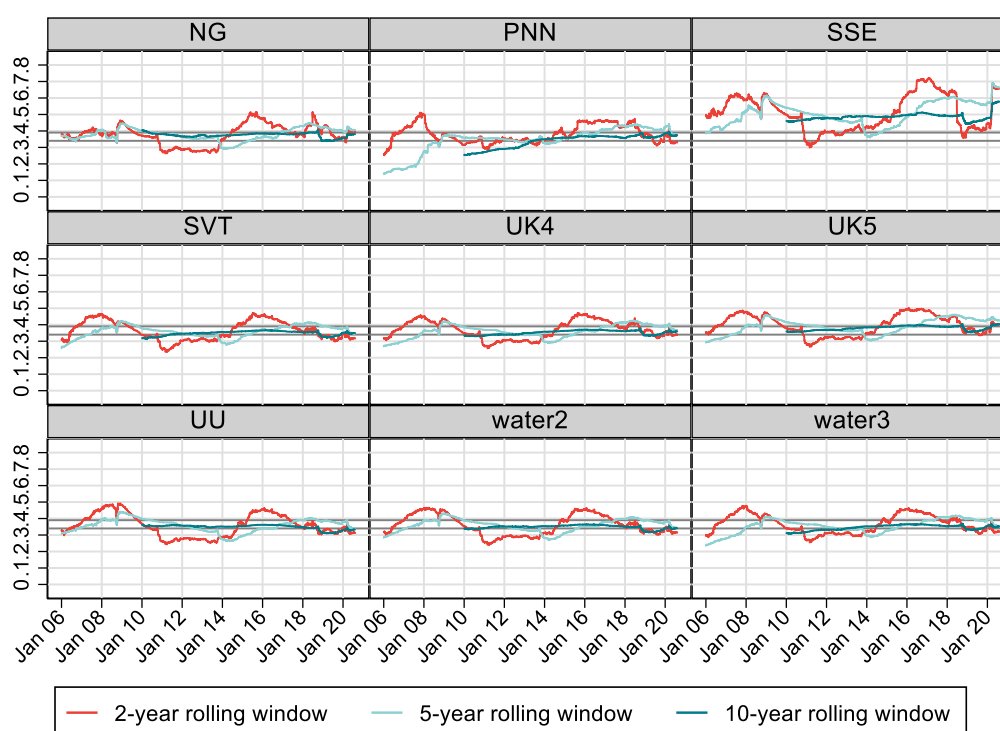 NG PNN SSE
0.1.2.3.4.5.6.7.8
SVT UK4 UK5
0.1.2.3.4.5.6.7.8
UU water2 water3
0.1.2.3.4.5.6.7.8
Jan 06 Jan 08 Jan 10 Jan 12 Jan 14 Jan 16 Jan 18 Jan 20 Jan 06 Jan 08 Jan 10 Jan 12 Jan 14 Jan 16 Jan 18 Jan 20 Jan 06 Jan 08 Jan 10 Jan 12 Jan 14 Jan 16 Jan 18 Jan 20
2-year rolling window 5-year rolling window 10-year rolling window